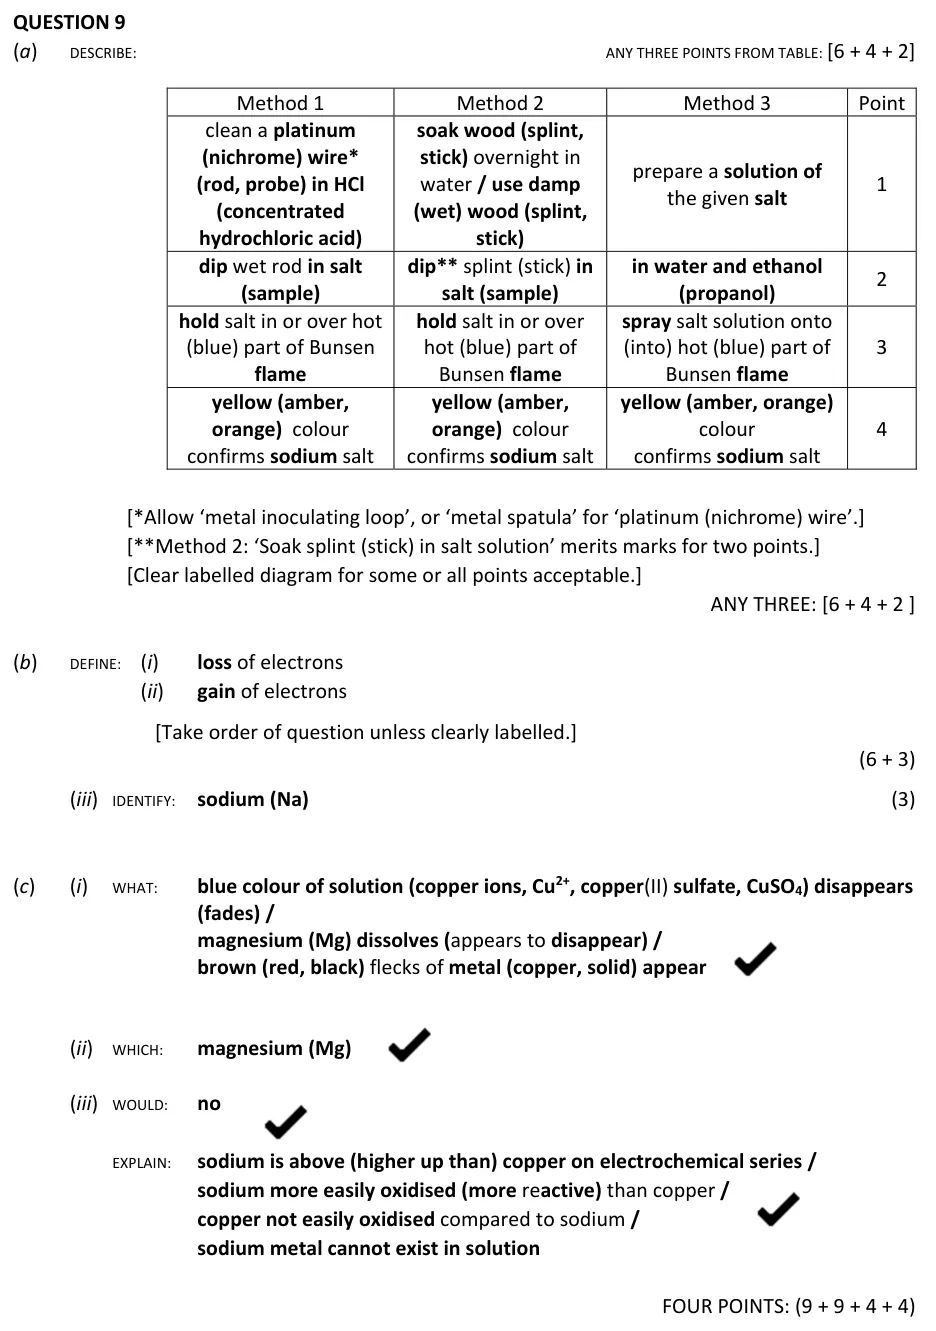 QUESTION 9
(a) DESCRIBE: ANY THREE POINTS FROM TABLE: [6 + 4 + 2]
Method 1 Method 2 Method 3 Point
clean a platinum (nichrome) wire* (rod, probe) in HCl (concentrated hydrochloric acid) soak wood (splint, stick) overnight in water / use damp (wet) wood (splint, stick) prepare a solution of the given salt 1
dip wet rod in salt (sample) dip** splint (stick) in salt (sample) in water and ethanol (propanol) 2
hold salt in or over hot (blue) part of Bunsen flame hold salt in or over hot (blue) part of Bunsen flame spray salt solution onto (into) hot (blue) part of Bunsen flame 3
yellow (amber, orange) colour confirms sodium salt yellow (amber, orange) colour confirms sodium salt yellow (amber, orange) colour confirms sodium salt 4
[*Allow ‘metal inoculating loop’, or ‘metal spatula’ for ‘platinum (nichrome) wire’.]
[**Method 2: ‘Soak splint (stick) in salt solution’ merits marks for two points.]
[Clear labelled diagram for some or all points acceptable.]
ANY THREE: [6 + 4 + 2 ]
(b) DEFINE: (i) loss of electrons
(ii) gain of electrons
[Take order of question unless clearly labelled.]
(6 + 3)
(iii) IDENTIFY: sodium (Na) (3)
(c) (i) WHAT: blue colour of solution (copper ions, Cu²⁺, copper(II) sulfate, CuSO₄) disappears
(fades) /
magnesium (Mg) dissolves (appears to disappear) /
brown (red, black) flecks of metal (copper, solid) appear
(ii) WHICH: magnesium (Mg)
(iii) WOULD: no
EXPLAIN: sodium is above (higher up than) copper on electrochemical series /
sodium more easily oxidised (more reactive) than copper /
copper not easily oxidised compared to sodium /
sodium metal cannot exist in solution
FOUR POINTS: (9 + 9 + 4 + 4)